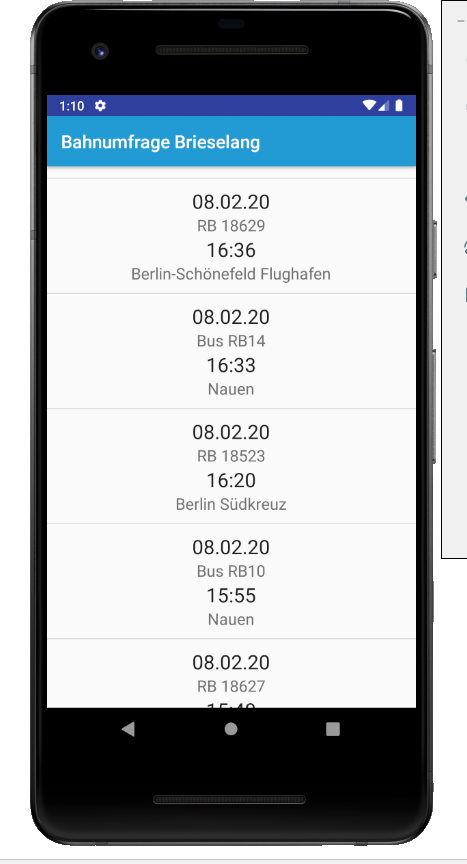 1:10
Bahnumfrage Brieselang
08.02.20
RB 18629
16:36
Berlin-Schönefeld Flughafen
08.02.20
Bus RB14
16:33
Nauen
08.02.20
RB 18523
16:20
Berlin Südkreuz
08.02.20
Bus RB10
15:55
Nauen
08.02.20
RB 18627